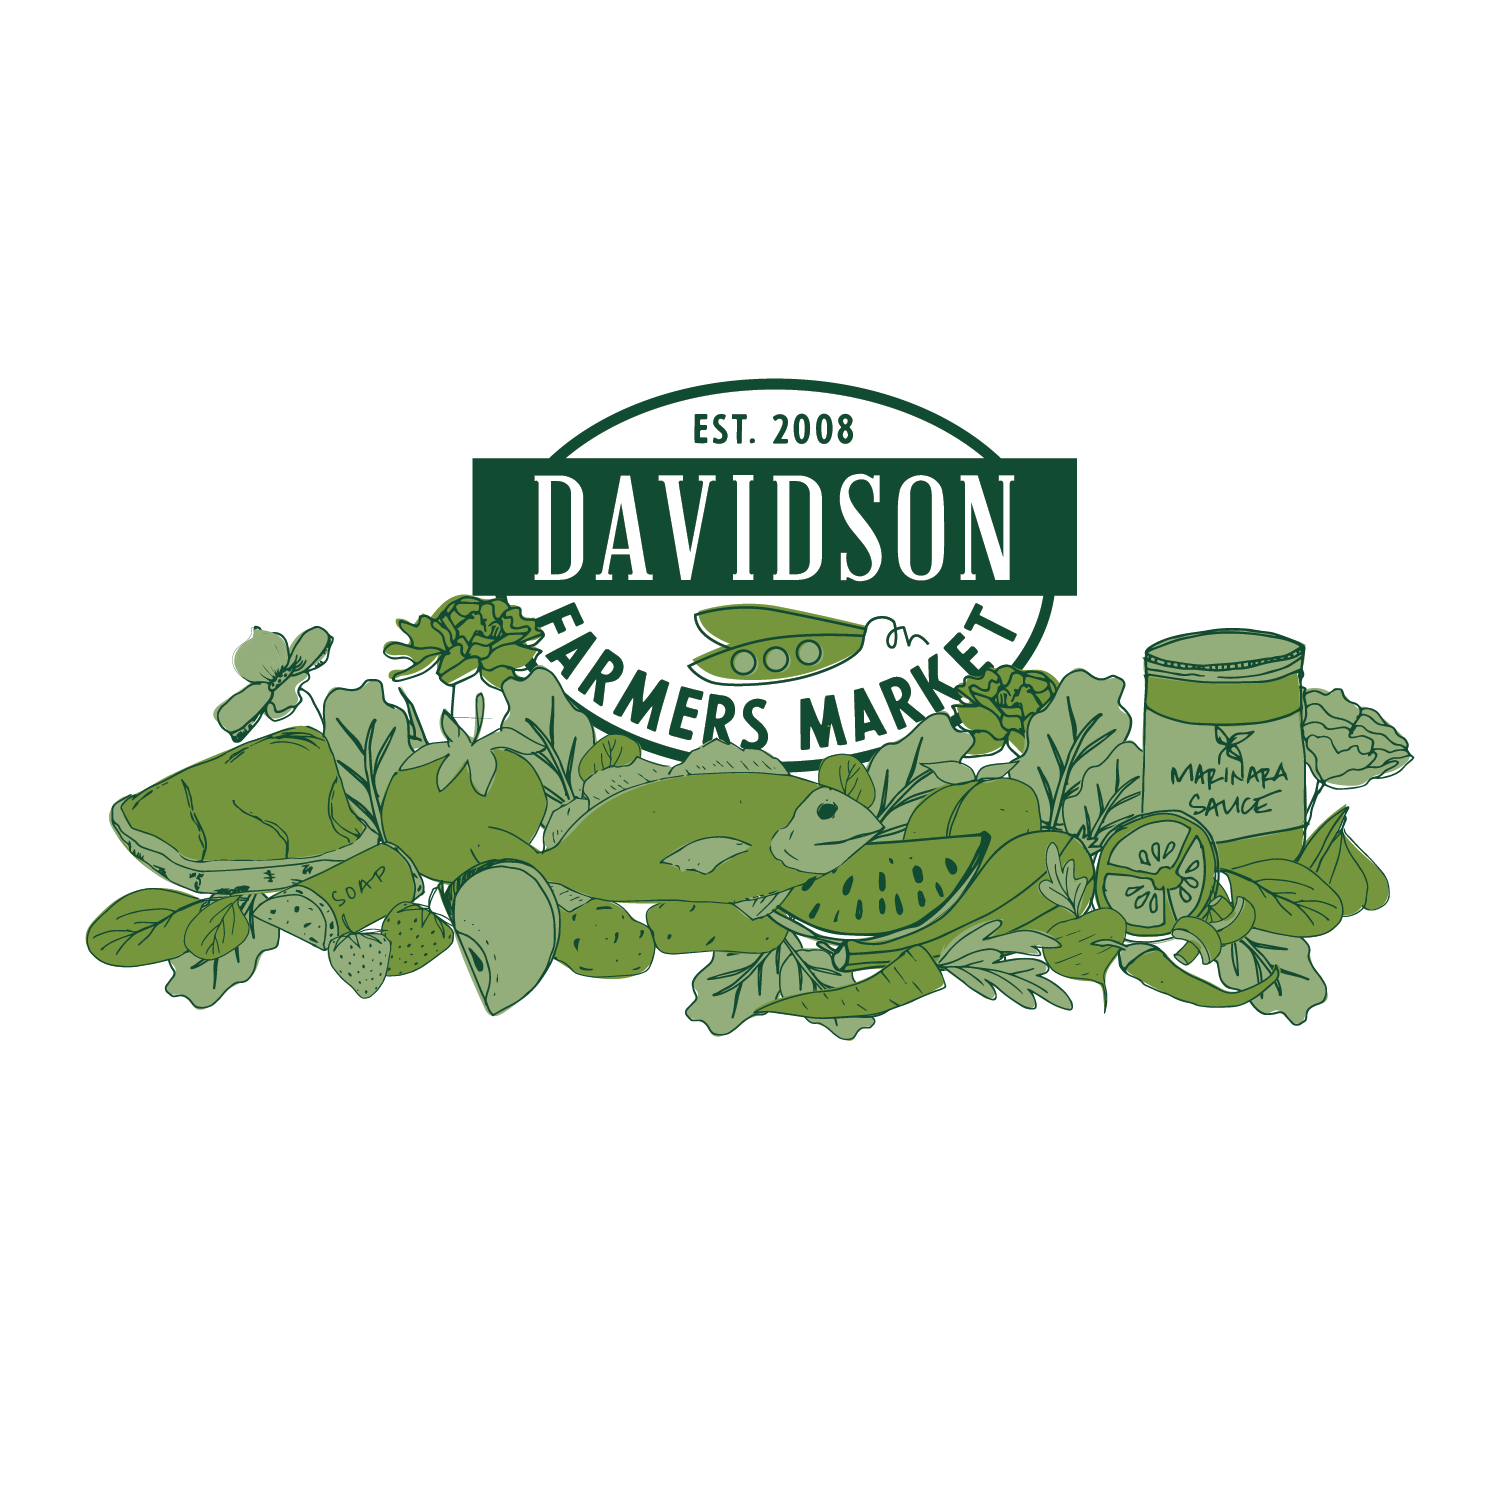 EST. 2008
DAVIDSON
FARMERS MARKET
MARINARA
SAUCE
SOAP